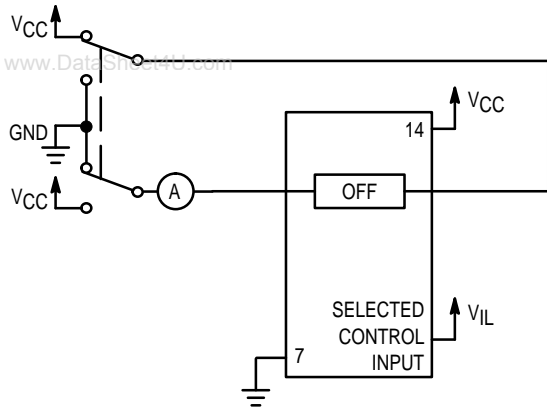 VCC
www.DataSheet4U.com
GND
VCC
A
14
VCC
OFF
SELECTED
CONTROL
INPUT
VIL
7